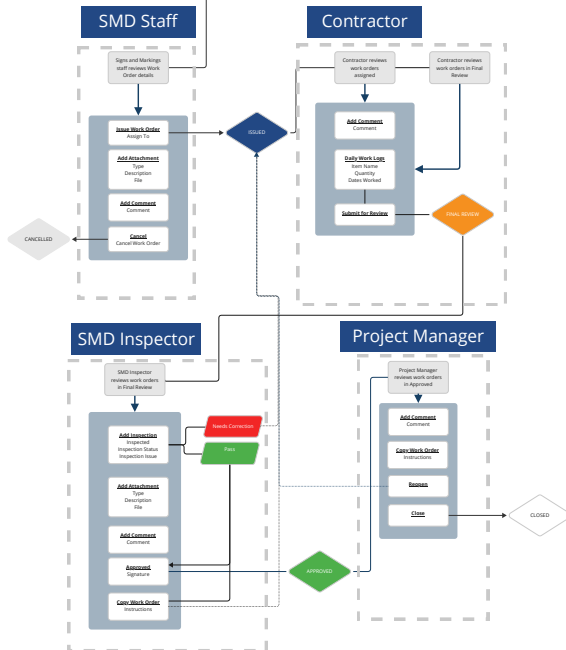 SMD Staff
Signs and Markings
staff reviews Work
Order details
Issue Work Order
Assign To
Add Attachment
Type
Description
File
Add Comment
Comment
Cancel
Cancel Work Order
CANCELLED
ISSUED
Contractor
Contractor reviews
work orders
assigned
Contractor reviews
work orders in Final
Review
Add Comment
Comment
Daily Work Logs
Item Name
Quantity
Dates Worked
Submit for Review
FINAL REVIEW
SMD Inspector
SMD Inspector
reviews work orders
in Final Review
Add Inspection
Inspected
Inspection Status
Inspection Issue
Needs Correction
Pass
Add Attachment
Type
Description
File
Add Comment
Comment
Approved
Signature
Copy Work Order
Instructions
APPROVED
Project Manager
Project Manager
reviews work orders
in Approved
Add Comment
Comment
Copy Work Order
Instructions
Reopen
Close
CLOSED